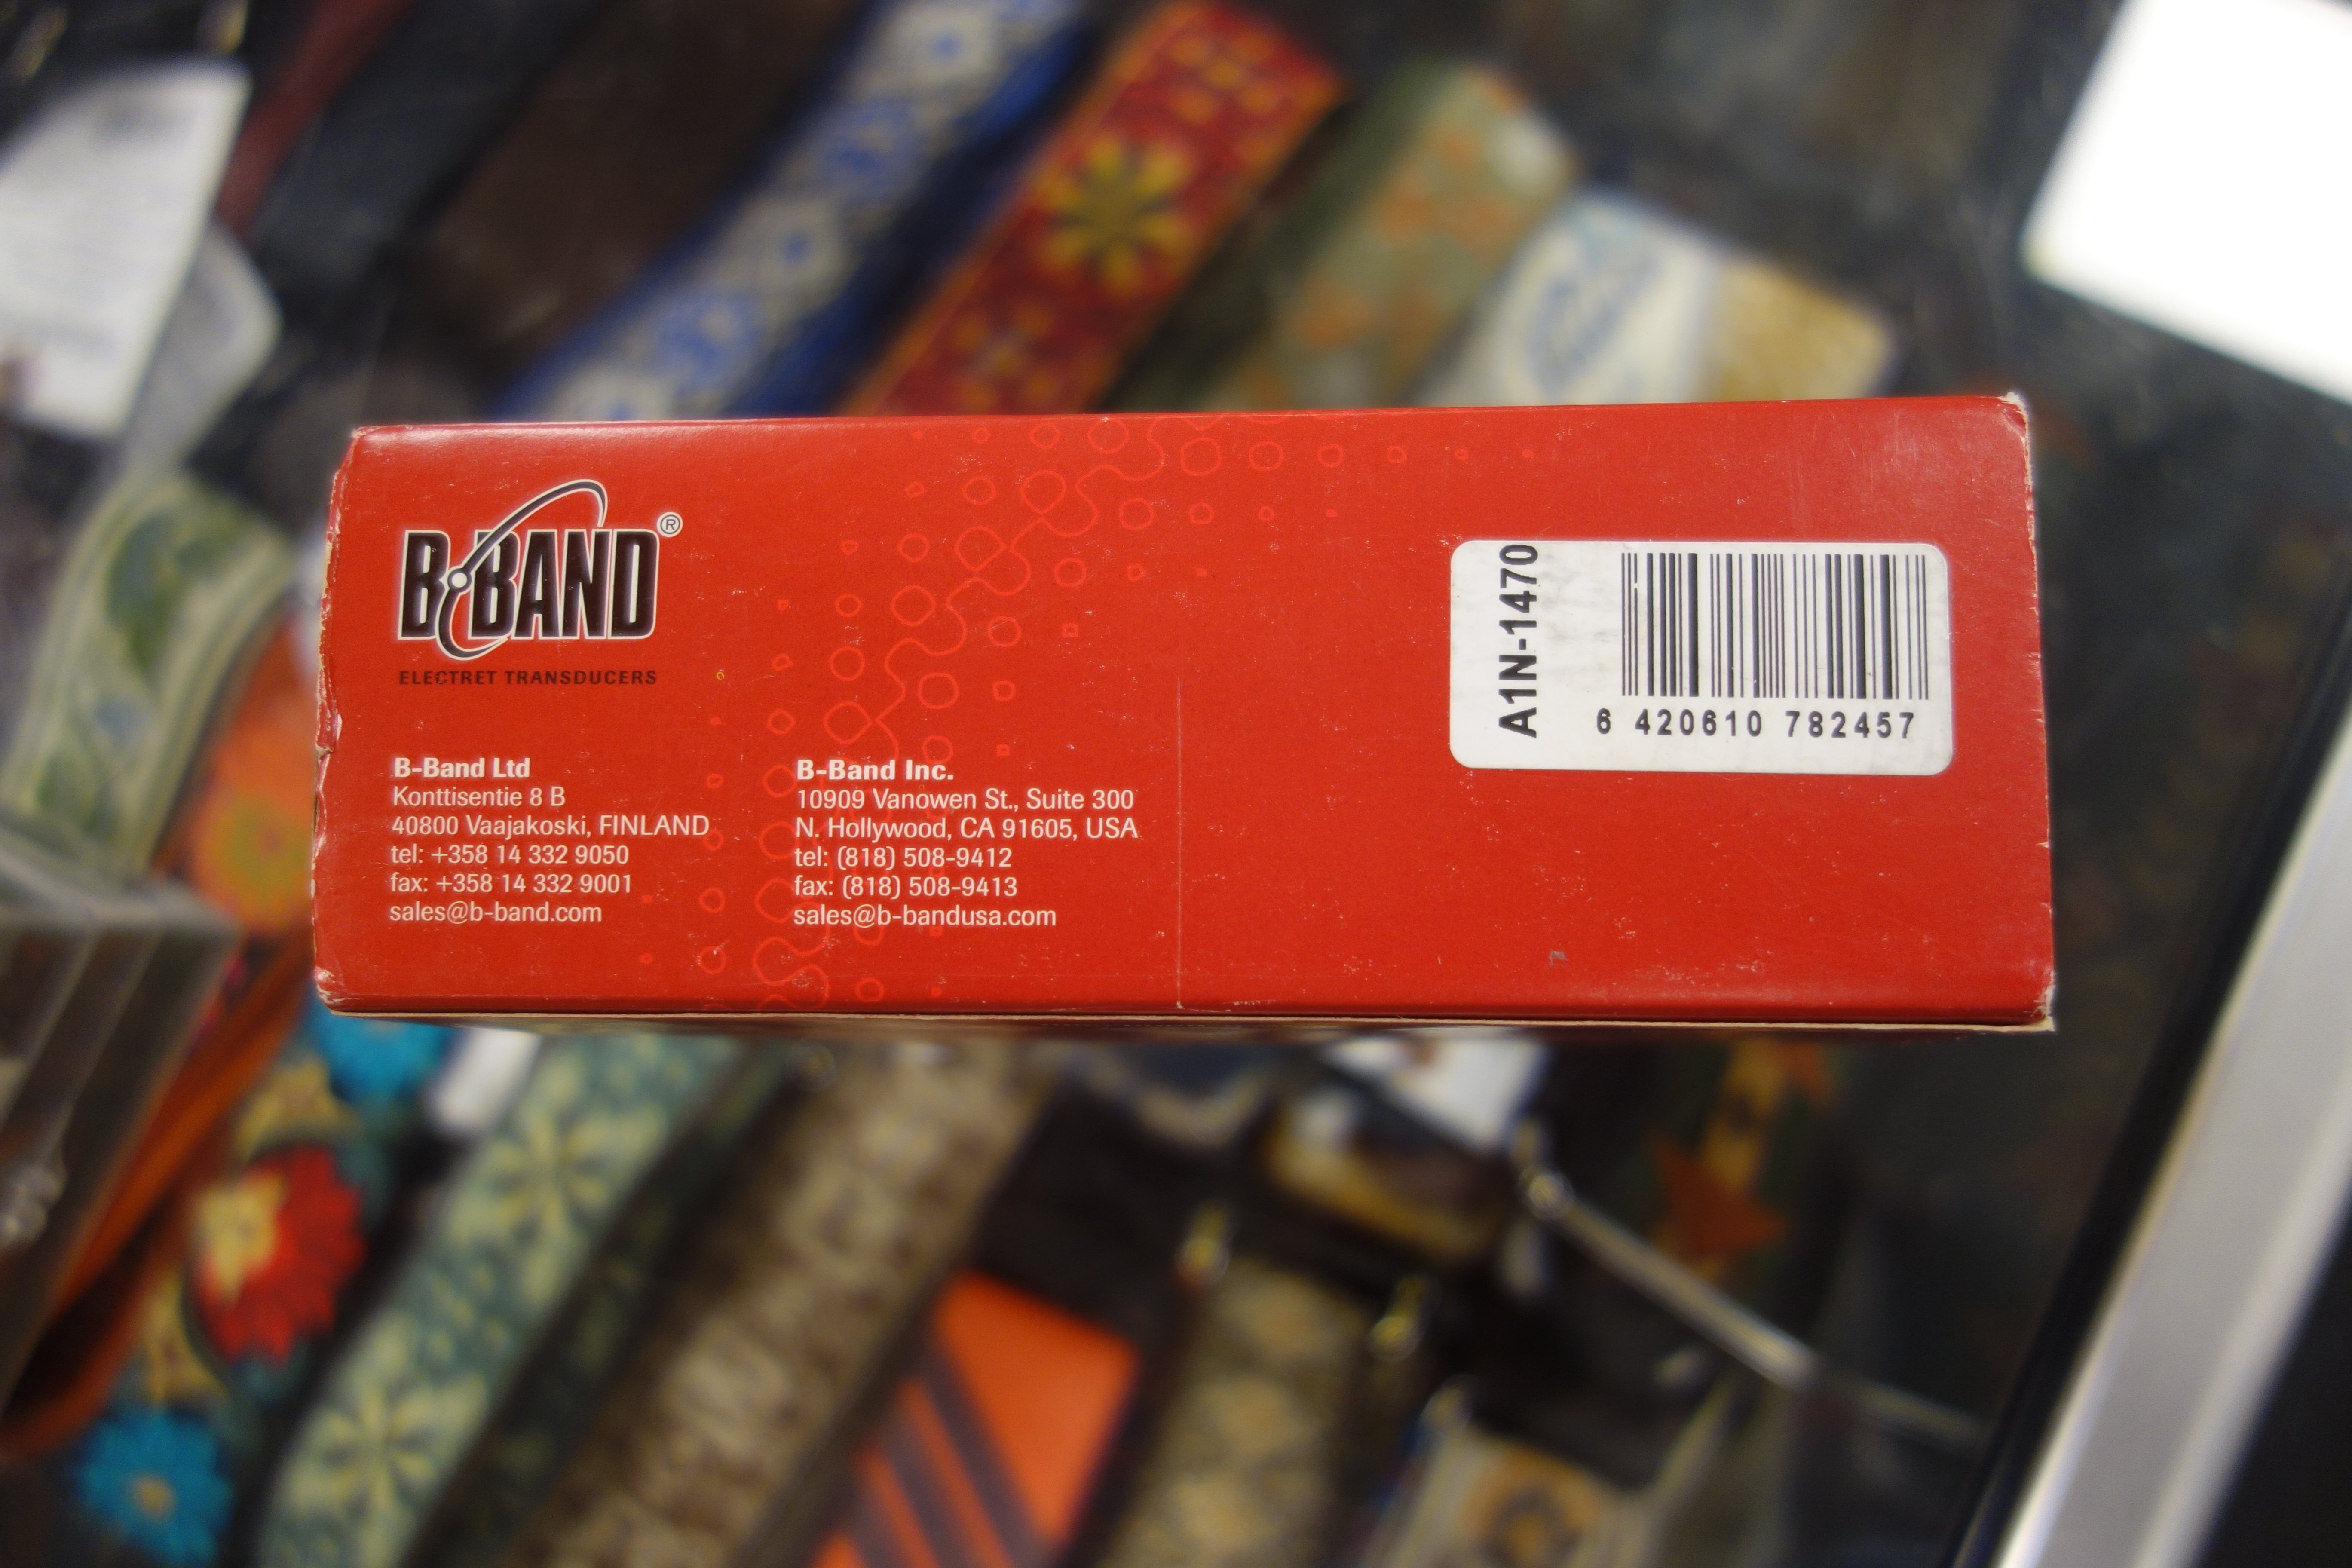 B-BAND®
ELECTRET TRANSDUCERS
B-Band Ltd
Konttisentie 8 B
40800 Vaajakoski, FINLAND
tel: +358 14 332 9050
fax: +358 14 332 9001
sales@b-band.com
B-Band Inc.
10909 Vanowen St., Suite 300
N. Hollywood, CA 91605, USA
tel: (818) 508-9412
fax: (818) 508-9413
sales@b-bandusa.com
A1N-1470
6 420610 782457